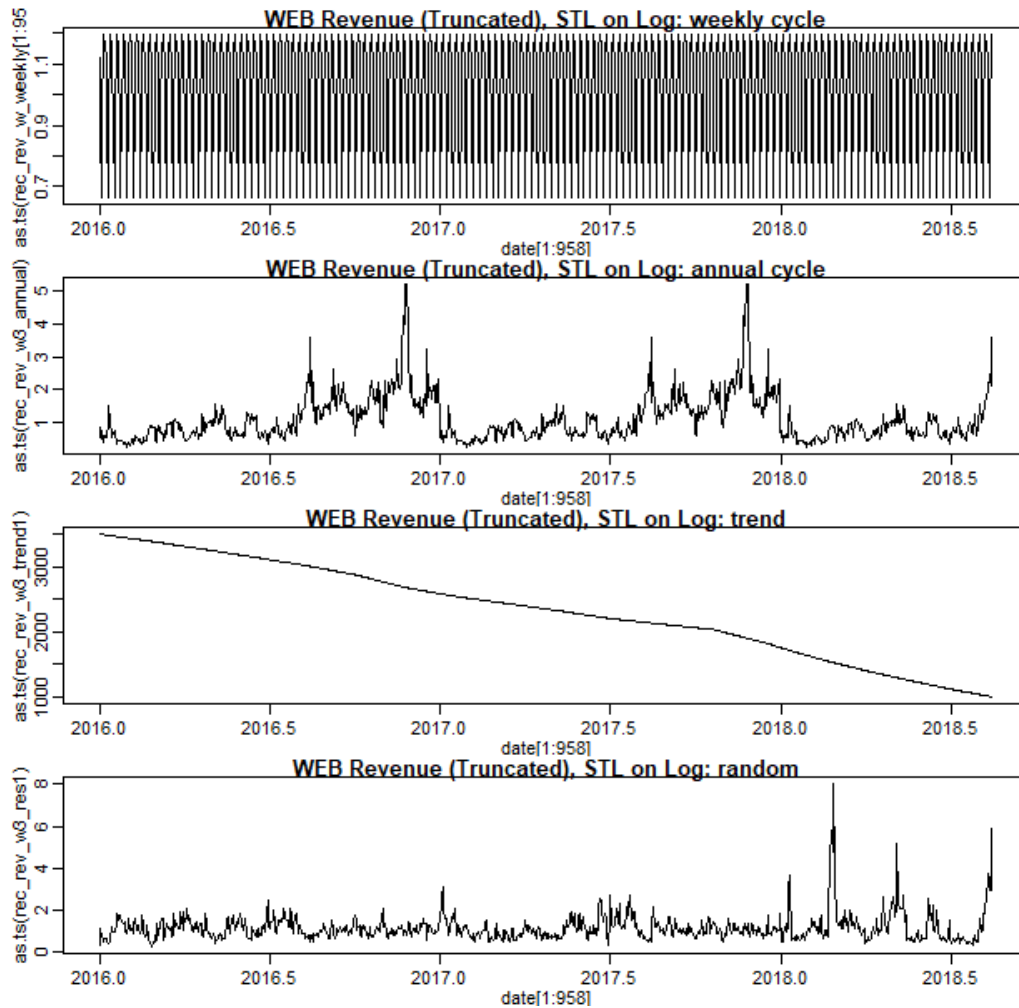 WEB Revenue (Truncated), STL on Log: weekly cycle
as.ts(rec_rev_w_weekly[1:95
0.7 0.9 1.1
2016.0 2016.5 2017.0 2017.5 2018.0 2018.5
date[1:958]
WEB Revenue (Truncated), STL on Log: annual cycle
as.ts(rec_rev_w3_annual)
1 2 3 4 5
2016.0 2016.5 2017.0 2017.5 2018.0 2018.5
date[1:958]
WEB Revenue (Truncated), STL on Log: trend
as.ts(rec_rev_w3_trend1)
1000 2000 3000
2016.0 2016.5 2017.0 2017.5 2018.0 2018.5
date[1:958]
WEB Revenue (Truncated), STL on Log: random
as.ts(rec_rev_w3_res1)
0 2 4 6 8
2016.0 2016.5 2017.0 2017.5 2018.0 2018.5
date[1:958]